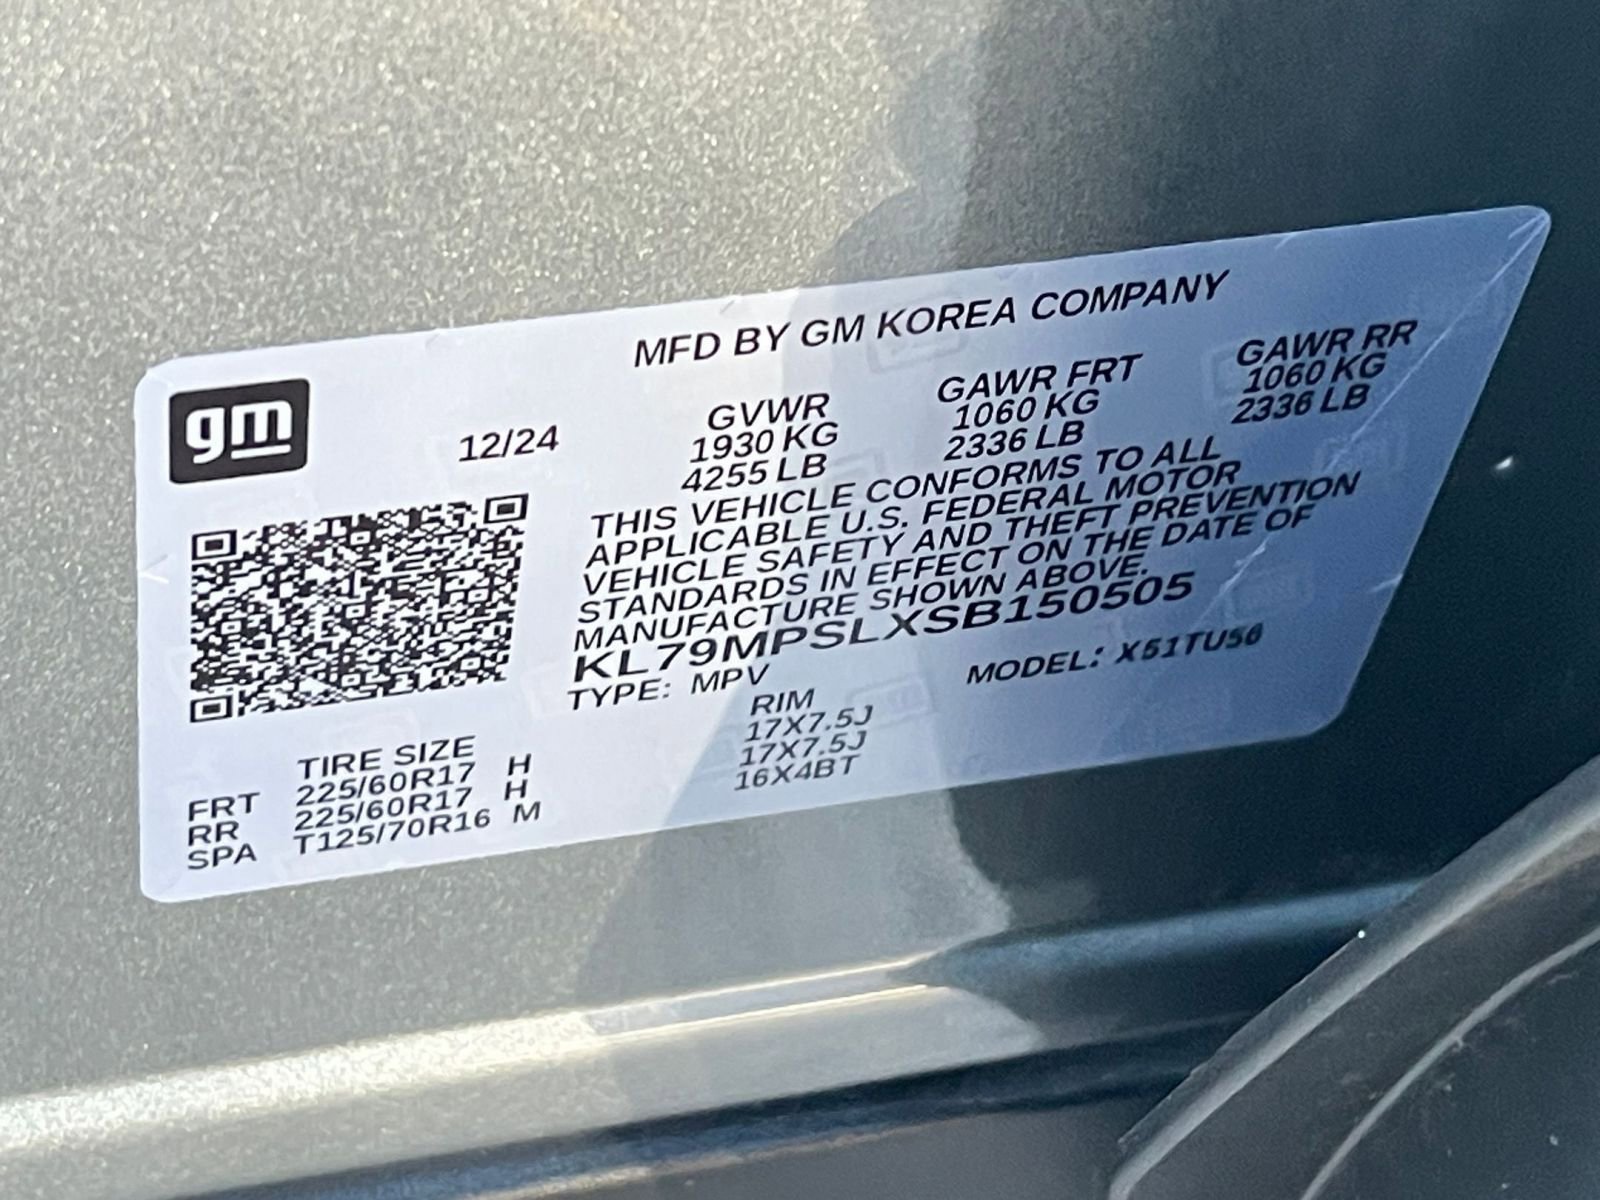 MFD BY GM KOREA COMPANY
gm
12/24
GVWR GAWR FRT GAWR RR
1930 KG 1060 KG 1060 KG
4255 LB 2336 LB 2336 LB
THIS VEHICLE CONFORMS TO ALL
APPLICABLE U.S. FEDERAL MOTOR
VEHICLE SAFETY AND THEFT PREVENTION
STANDARDS IN EFFECT ON THE DATE OF
MANUFACTURE SHOWN ABOVE.
KL79MPSLXSB150505
TYPE: MPV MODEL: X51TU56
TIRE SIZE RIM
FRT 225/60R17 H 17X7.5J
RR 225/60R17 H 17X7.5J
SPA T125/70R16 M 16X4BT